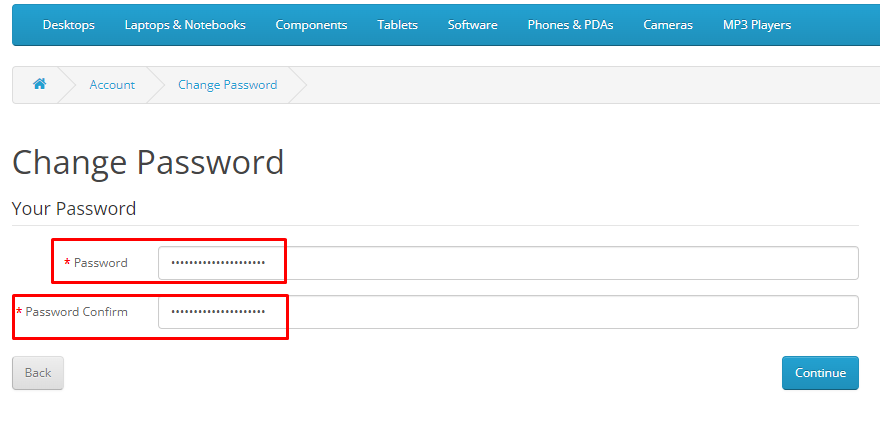 Desktops Laptops & Notebooks Components Tablets Software Phones & PDAs Cameras MP3 Players
Account Change Password
Change Password
Your Password
* Password •••••••••••••••••••••
* Password Confirm •••••••••••••••••••••
Back Continue